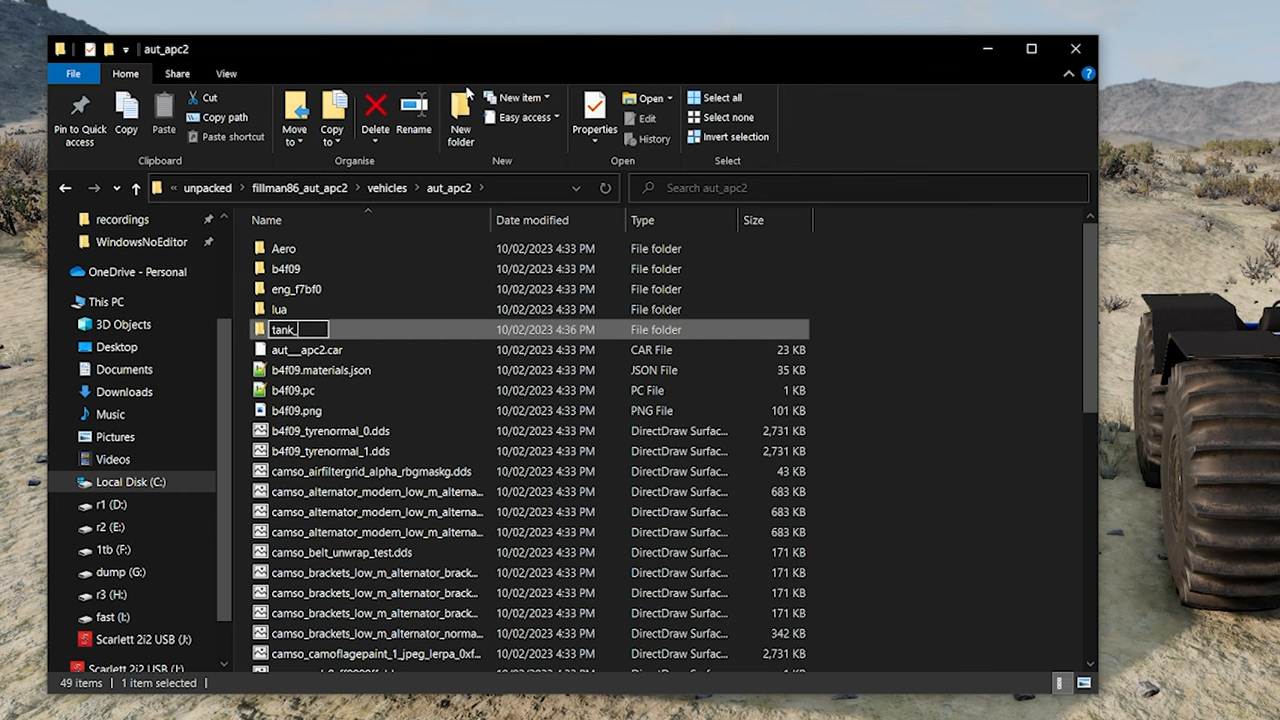 aut_apc2
File
Home
Share
View
Pin to Quick access
Copy
Paste
Cut
Copy path
Paste shortcut
Clipboard
Move to
Copy to
Delete
Rename
Organise
New folder
New item
Easy access
New
Properties
Open
Edit
History
Open
Select all
Select none
Invert selection
Select
« unpacked > fillman86_aut_apc2 > vehicles > aut_apc2 >
Search aut_apc2
recordings
WindowsNoEditor
OneDrive - Personal
This PC
3D Objects
Desktop
Documents
Downloads
Music
Pictures
Videos
Local Disk (C:)
r1 (D:)
r2 (E:)
1tb (F:)
dump (G:)
r3 (H:)
fast (I:)
Scarlett 2i2 USB (J:)
Scarlett 2i2 USB (J:)
Name Date modified Type Size
Aero 10/02/2023 4:33 PM File folder
b4f09 10/02/2023 4:33 PM File folder
eng_f7bf0 10/02/2023 4:33 PM File folder
lua 10/02/2023 4:33 PM File folder
tank_ 10/02/2023 4:36 PM File folder
aut__apc2.car 10/02/2023 4:33 PM CAR File 23 KB
b4f09.materials.json 10/02/2023 4:33 PM JSON File 35 KB
b4f09.pc 10/02/2023 4:33 PM PC File 1 KB
b4f09.png 10/02/2023 4:33 PM PNG File 101 KB
b4f09_tyrenormal_0.dds 10/02/2023 4:33 PM DirectDraw Surfac... 2,731 KB
b4f09_tyrenormal_1.dds 10/02/2023 4:33 PM DirectDraw Surfac... 2,731 KB
camso_airfiltergrid_alpha_rbgmaskg.dds 10/02/2023 4:33 PM DirectDraw Surfac... 43 KB
camso_alternator_modern_low_m_alterna... 10/02/2023 4:33 PM DirectDraw Surfac... 683 KB
camso_alternator_modern_low_m_alterna... 10/02/2023 4:33 PM DirectDraw Surfac... 683 KB
camso_alternator_modern_low_m_alterna... 10/02/2023 4:33 PM DirectDraw Surfac... 683 KB
camso_belt_unwrap_test.dds 10/02/2023 4:33 PM DirectDraw Surfac... 171 KB
camso_brackets_low_m_alternator_brack... 10/02/2023 4:33 PM DirectDraw Surfac... 171 KB
camso_brackets_low_m_alternator_brack... 10/02/2023 4:33 PM DirectDraw Surfac... 171 KB
camso_brackets_low_m_alternator_brack... 10/02/2023 4:33 PM DirectDraw Surfac... 171 KB
camso_brackets_low_m_alternator_norma... 10/02/2023 4:33 PM DirectDraw Surfac... 342 KB
camso_camoflagepaint_1_jpeg_lerpa_0xf... 10/02/2023 4:33 PM DirectDraw Surfac... 2,731 KB
49 items
1 item selected